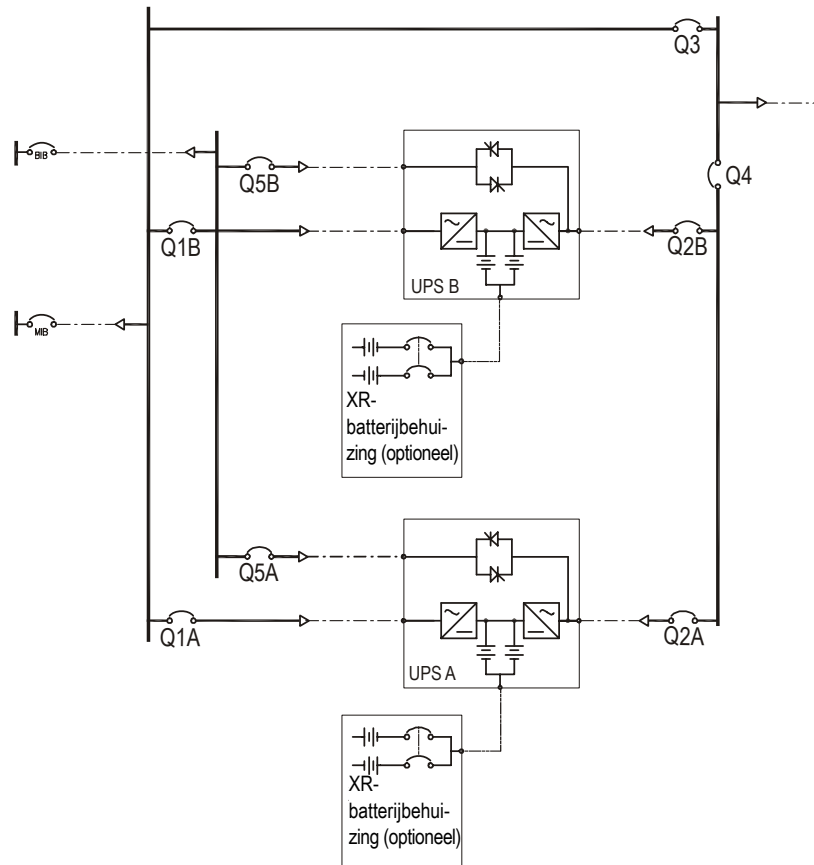 Q3
BIB
Q5B
Q4
Q1B
Q2B
UPS B
MIB
XR-
batterijbehui-
zing (optioneel)
Q5A
Q1A
Q2A
UPS A
XR-
batterijbehui-
zing (optioneel)